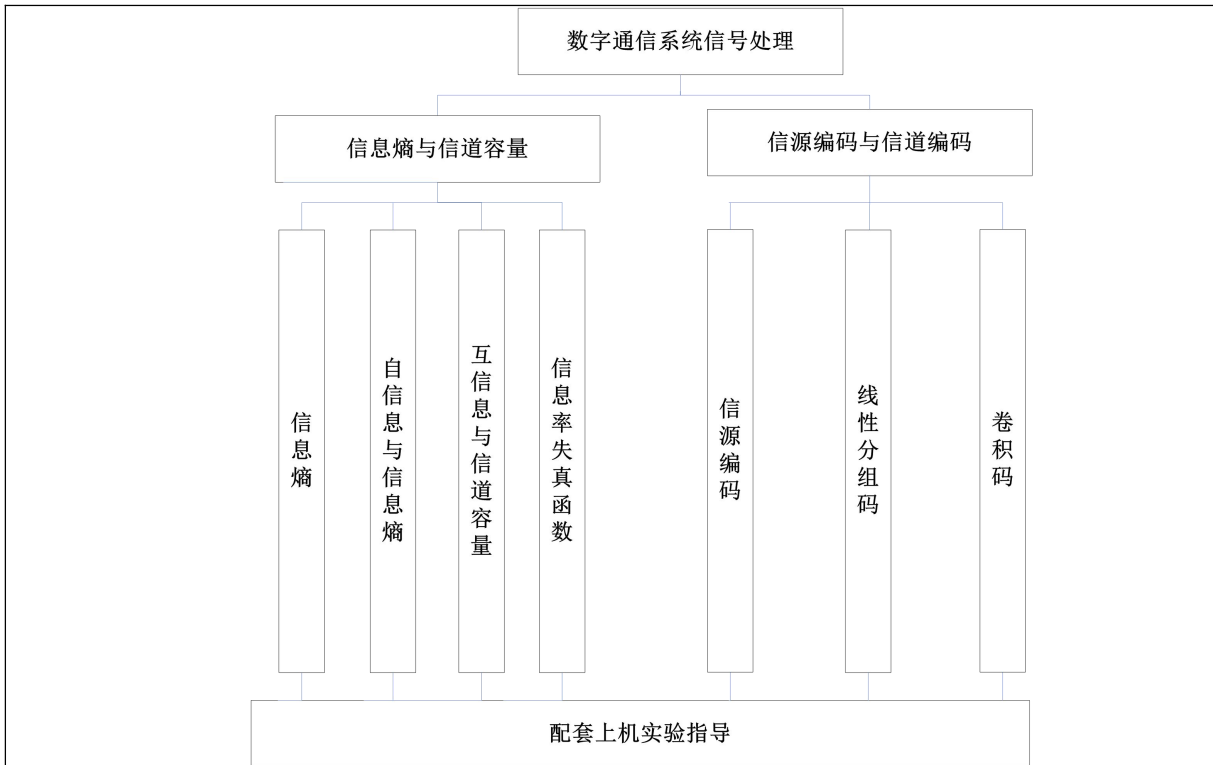 数字通信系统信号处理
信息熵与信道容量
信源编码与信道编码
信息熵
自信息与信息熵
互信息与信道容量
信息率失真函数
信源编码
线性分组码
卷积码
配套上机实验指导